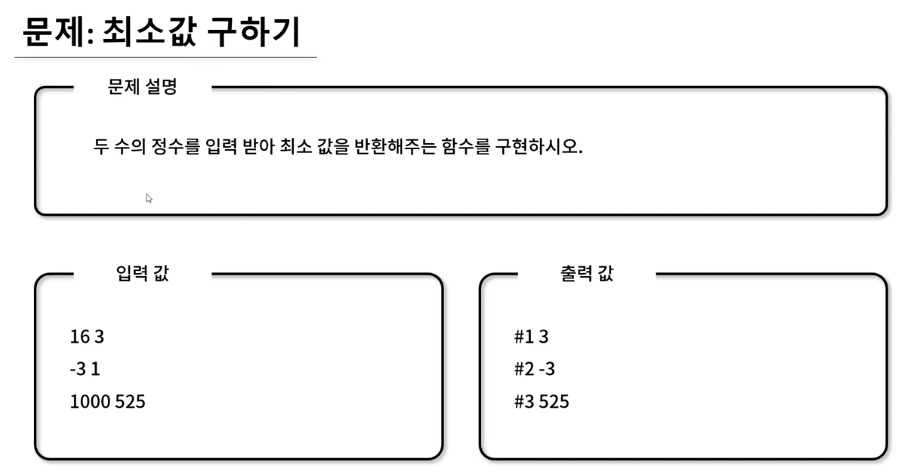 문제: 최소값 구하기
문제 설명
두 수의 정수를 입력 받아 최소 값을 반환해주는 함수를 구현하시오.
입력 값
16 3
-3 1
1000 525
출력 값
#1 3
#2 -3
#3 525